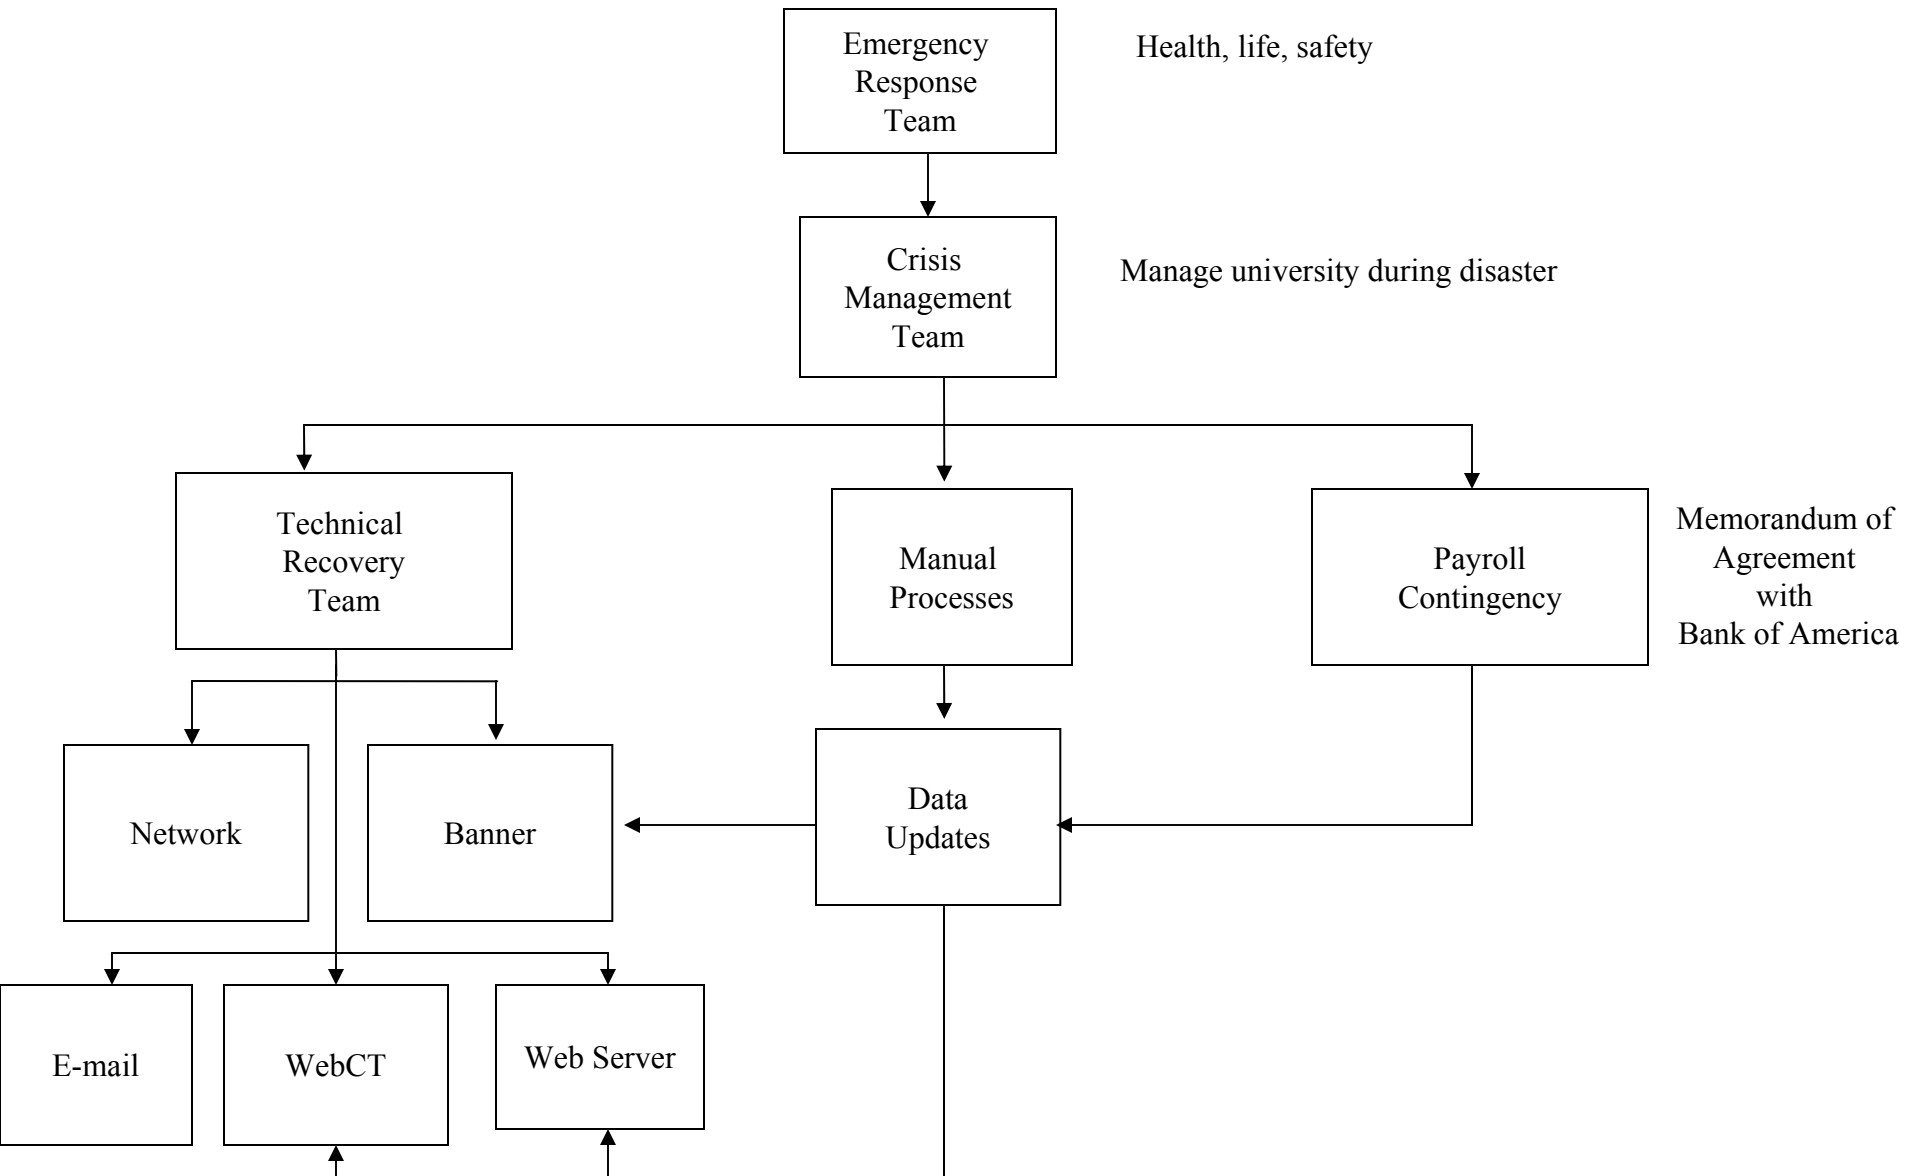 Emergency
Response
Team
Health, life, safety
Crisis
Management
Team
Manage university during disaster
Technical
Recovery
Team
Manual
Processes
Payroll
Contingency
Memorandum of
Agreement
with
Bank of America
Network
Banner
Data
Updates
E-mail
WebCT
Web Server